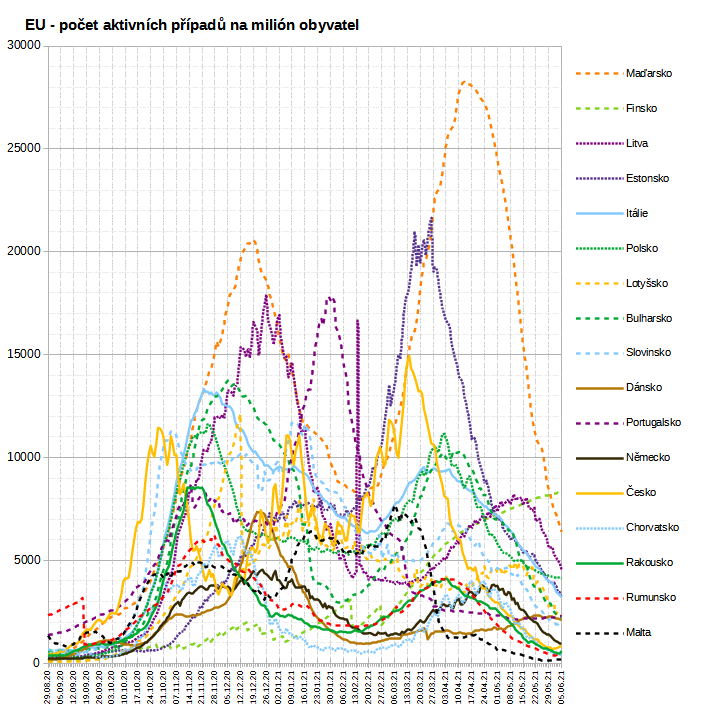 EU - počet aktivních případů na milión obyvatel
30000
25000
20000
15000
10000
5000
0
Maďarsko
Finsko
Litva
Estonsko
Itálie
Polsko
Lotyšsko
Bulharsko
Slovinsko
Dánsko
Portugalsko
Německo
Česko
Chorvatsko
Rakousko
Rumunsko
Malta
29.08.20
05.09.20
12.09.20
19.09.20
26.09.20
03.10.20
10.10.20
17.10.20
24.10.20
31.10.20
07.11.20
14.11.20
21.11.20
28.11.20
05.12.20
12.12.20
19.12.20
26.12.20
02.01.21
09.01.21
16.01.21
23.01.21
30.01.21
06.02.21
13.02.21
20.02.21
27.02.21
06.03.21
13.03.21
20.03.21
27.03.21
03.04.21
10.04.21
17.04.21
24.04.21
01.05.21
08.05.21
15.05.21
22.05.21
29.05.21
05.06.21